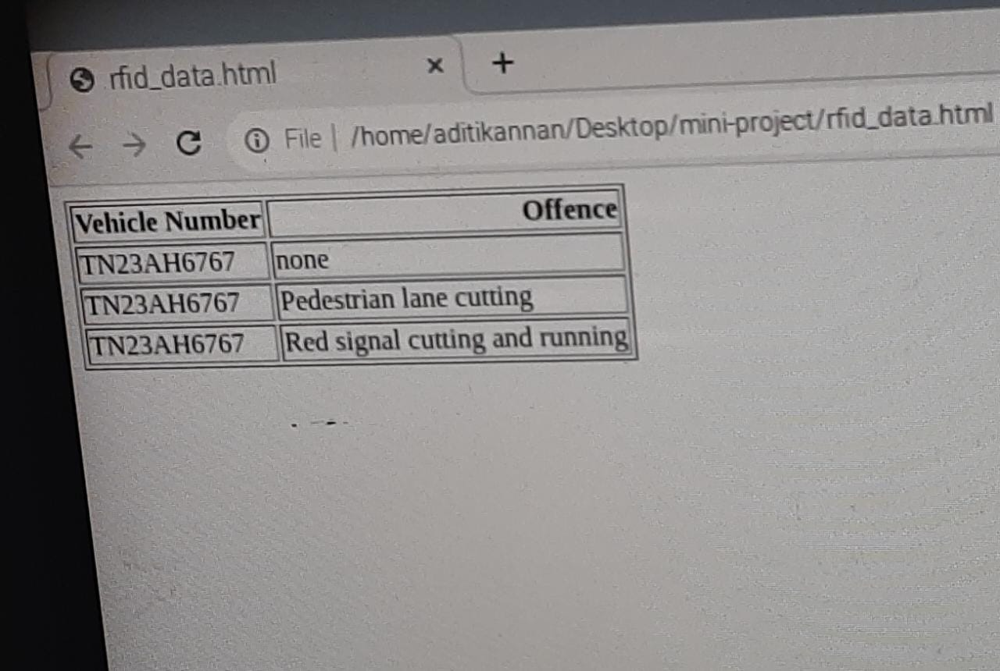 rfid_data.html
File | /home/aditikannan/Desktop/mini-project/rfid_data.html
Vehicle Number Offence
TN23AH6767 none
TN23AH6767 Pedestrian lane cutting
TN23AH6767 Red signal cutting and running